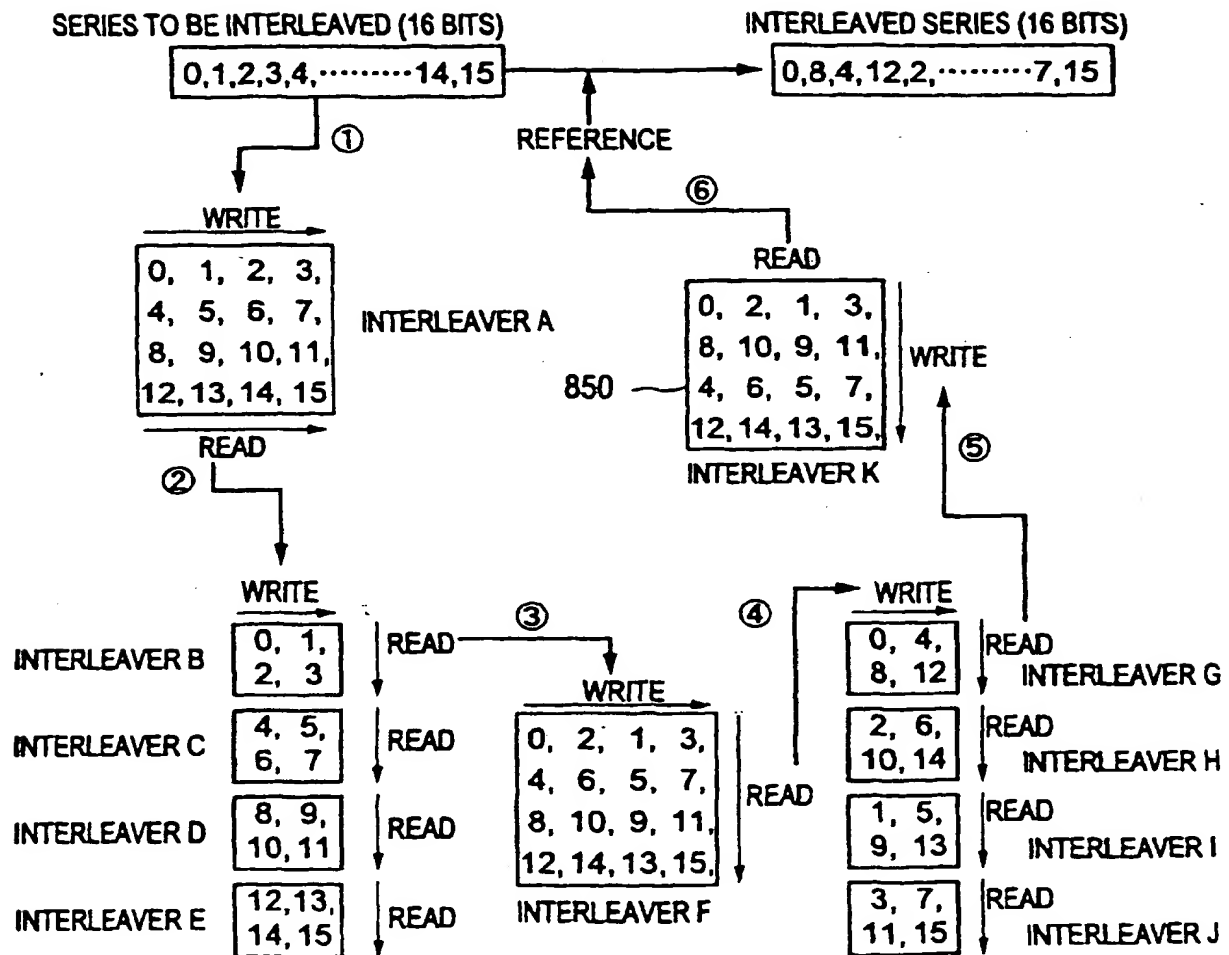 SERIES TO BE INTERLEAVED (16 BITS)
0,1,2,3,4,·········14,15
INTERLEAVED SERIES (16 BITS)
0,8,4,12,2,·········7,15
①
REFERENCE
⑥
WRITE
0, 1, 2, 3,
4, 5, 6, 7,
8, 9, 10,11,
12,13,14,15
READ
INTERLEAVER A
READ
0, 2, 1, 3,
8, 10, 9, 11,
4, 6, 5, 7,
12,14,13,15,
WRITE
850
INTERLEAVER K
②
⑤
WRITE
INTERLEAVER B
0, 1,
2, 3
READ
INTERLEAVER C
4, 5,
6, 7
READ
INTERLEAVER D
8, 9,
10,11
READ
INTERLEAVER E
12,13,
14,15
READ
③
WRITE
0, 2, 1, 3,
4, 6, 5, 7,
8, 10, 9, 11,
12,14,13,15,
READ
INTERLEAVER F
④
WRITE
0, 4,
8, 12
READ
INTERLEAVER G
2, 6,
10,14
READ
INTERLEAVER H
1, 5,
9, 13
READ
INTERLEAVER I
3, 7,
11,15
READ
INTERLEAVER J